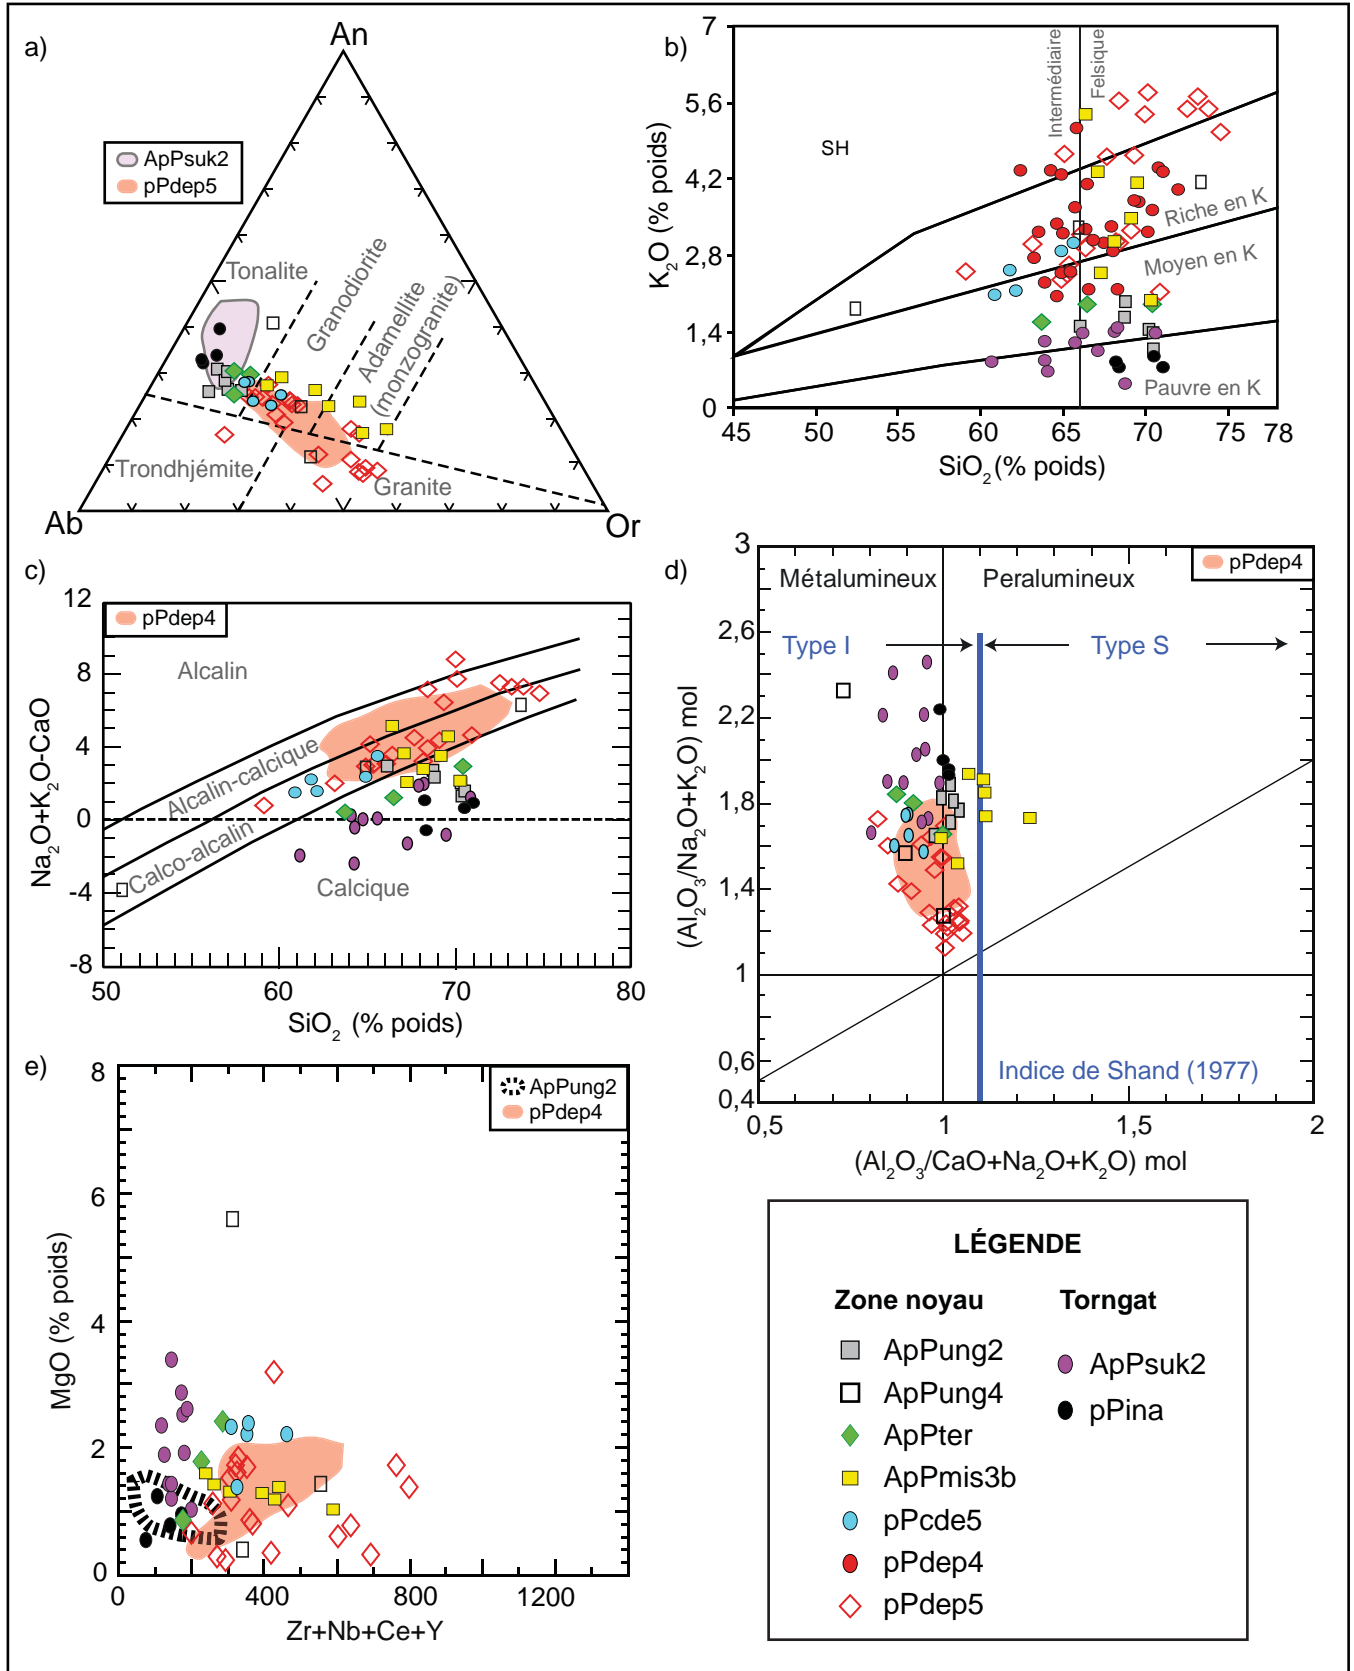 a)
An
ApPsuk2
pPdep5
Tonalite
Granodiorite
Adamellite
(monzogranite)
Trondhjémite
Granite
Ab
Or
b)
K2O (% poids)
7
5,6
4,2
2,8
1,4
0
Intermédiaire
Felsique
SH
Riche en K
Moyen en K
Pauvre en K
45
50
55
60
65
70
75
78
SiO2(% poids)
c)
Na2O+K2O-CaO
12
8
4
0
-4
-8
pPdep4
Alcalin
Alcalin-calcique
Calco-alcalin
Calcique
50
60
70
80
SiO2 (% poids)
d)
(Al2O3/Na2O+K2O) mol
3
2,6
2,2
1,8
1,4
1
0,6
0,4
Métalumineux
Peralumineux
pPdep4
Type I
Type S
Indice de Shand (1977)
0,5
1
1,5
2
(Al2O3/CaO+Na2O+K2O) mol
e)
MgO (% poids)
8
6
4
2
0
ApPung2
pPdep4
0
400
800
1200
Zr+Nb+Ce+Y
LÉGENDE
Zone noyau
ApPung2
ApPung4
ApPter
ApPmis3b
pPcde5
pPdep4
pPdep5
Torngat
ApPsuk2
pPina